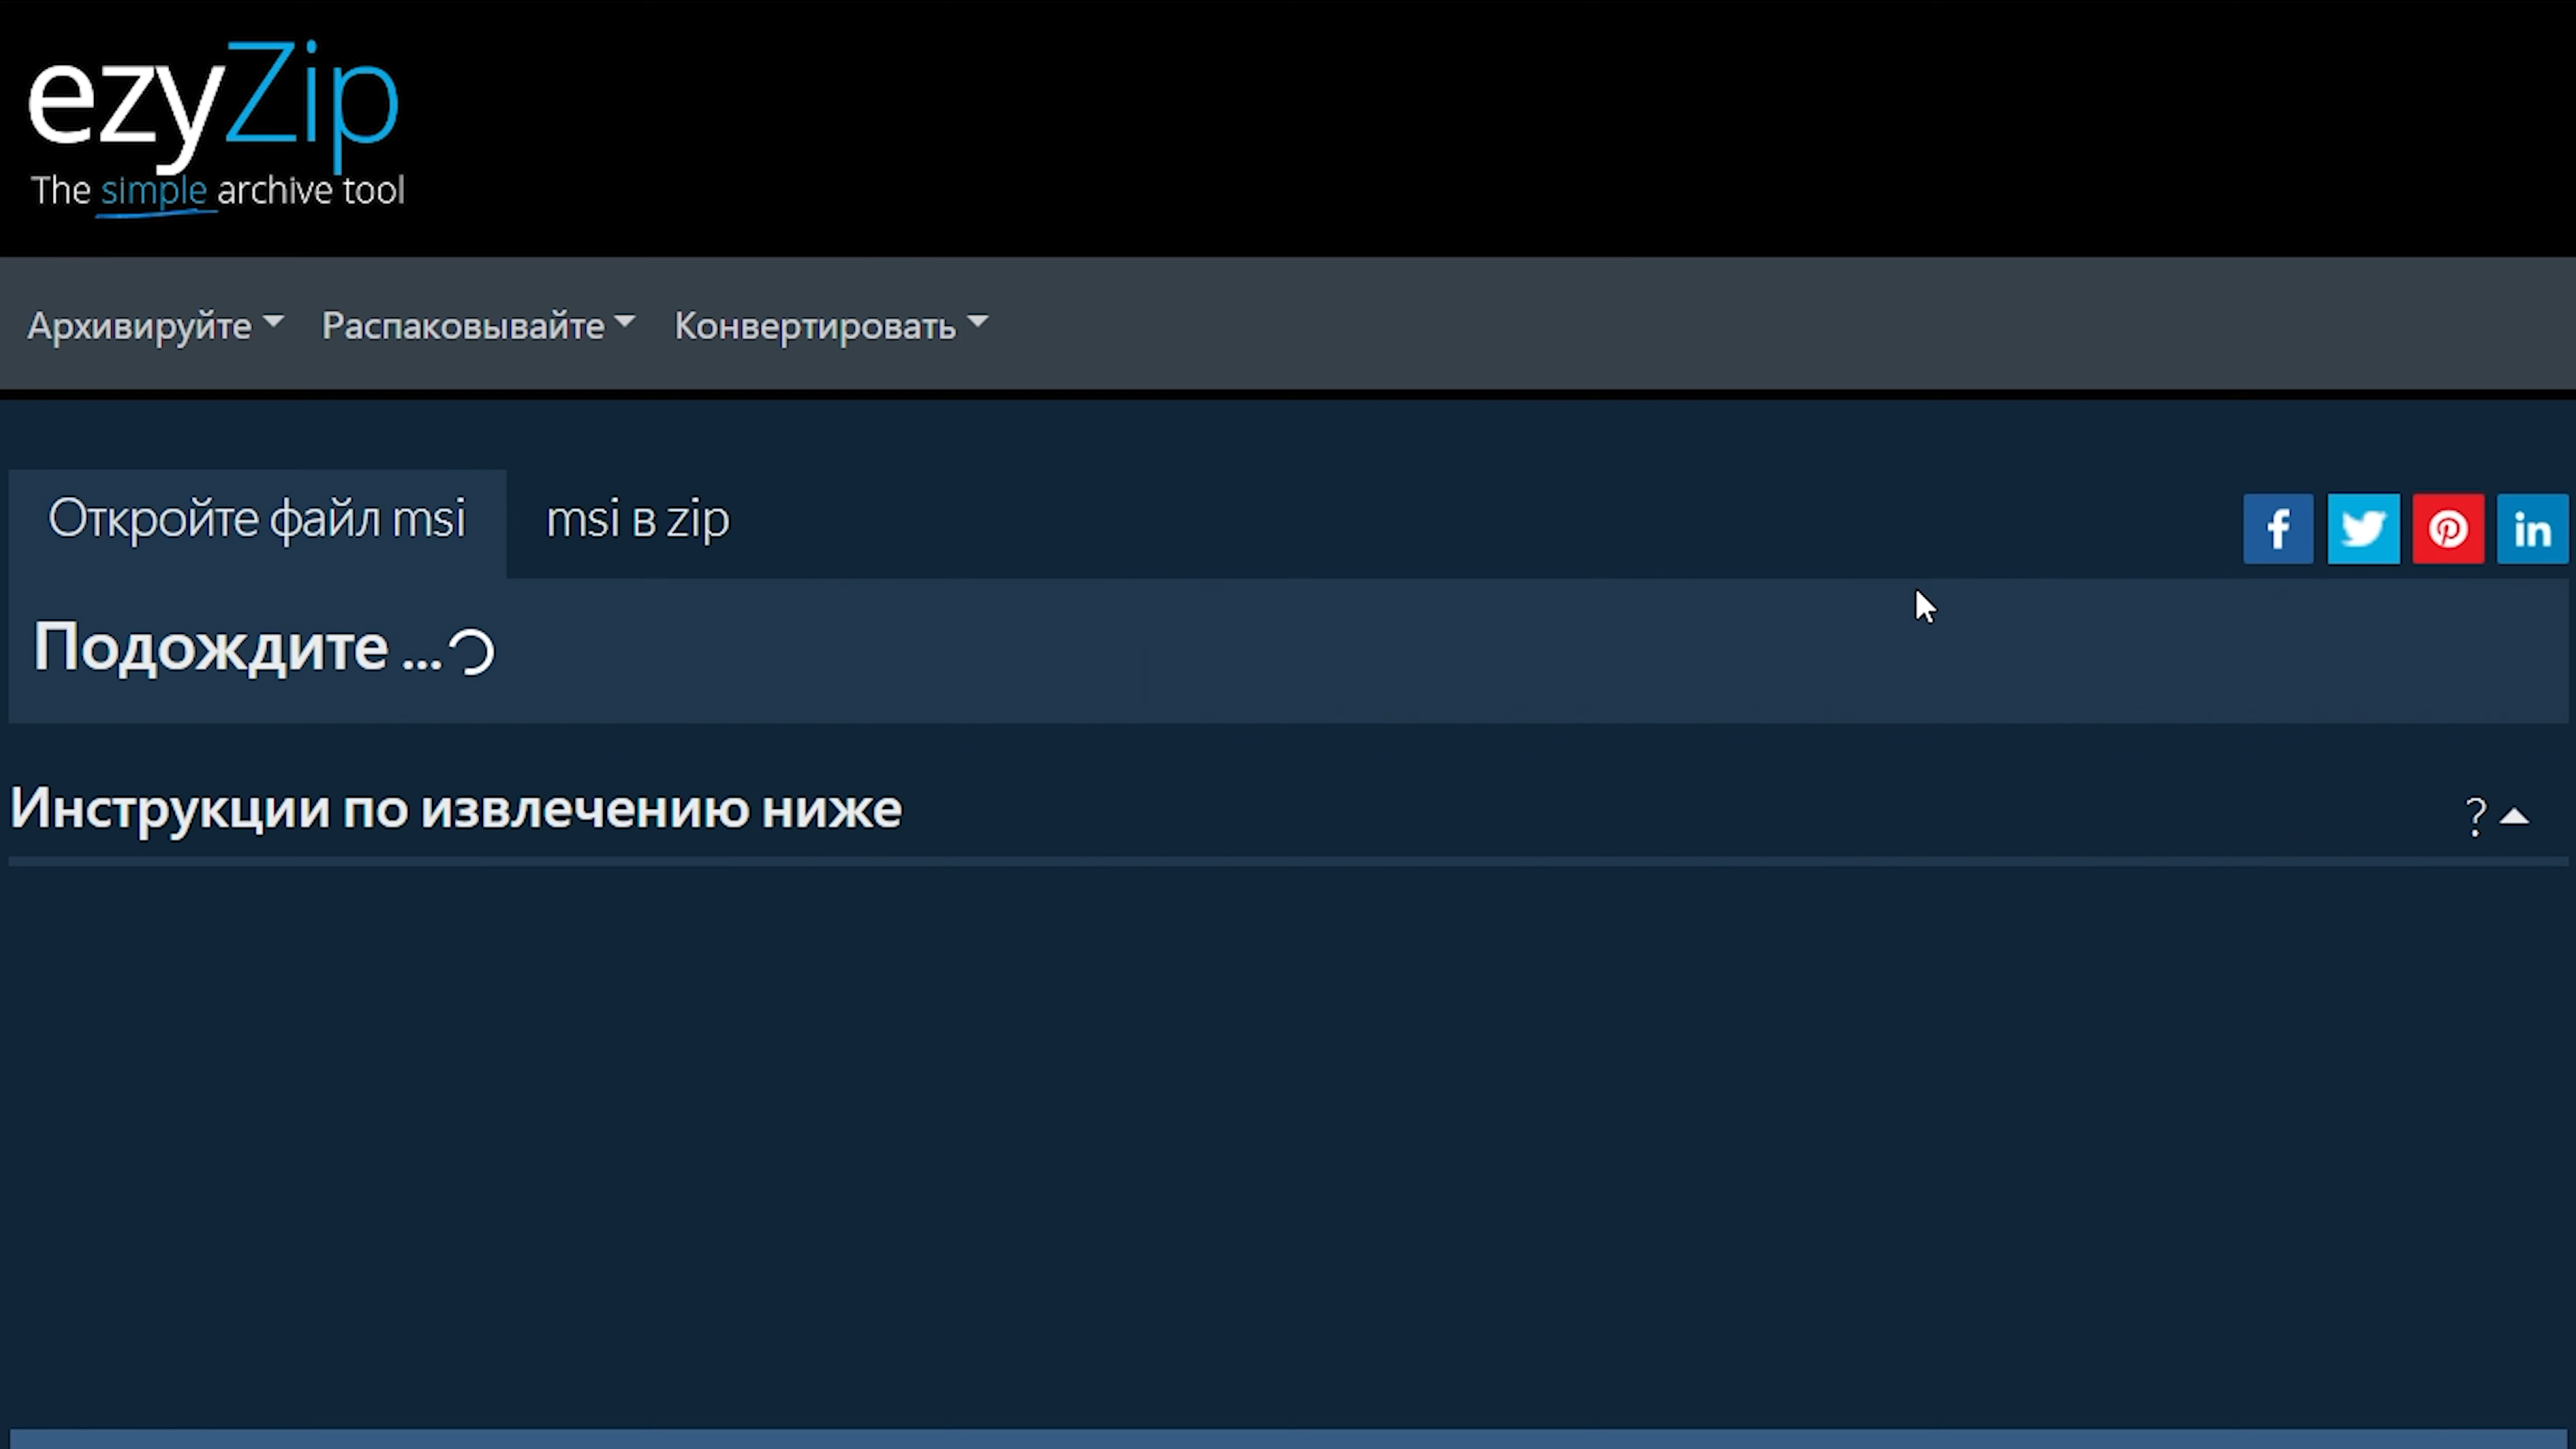 ezyZip
The simple archive tool
Архивируйте Распаковывайте Конвертировать
Откройте файл msi msi в zip
Подождите ...
Инструкции по извлечению ниже ?